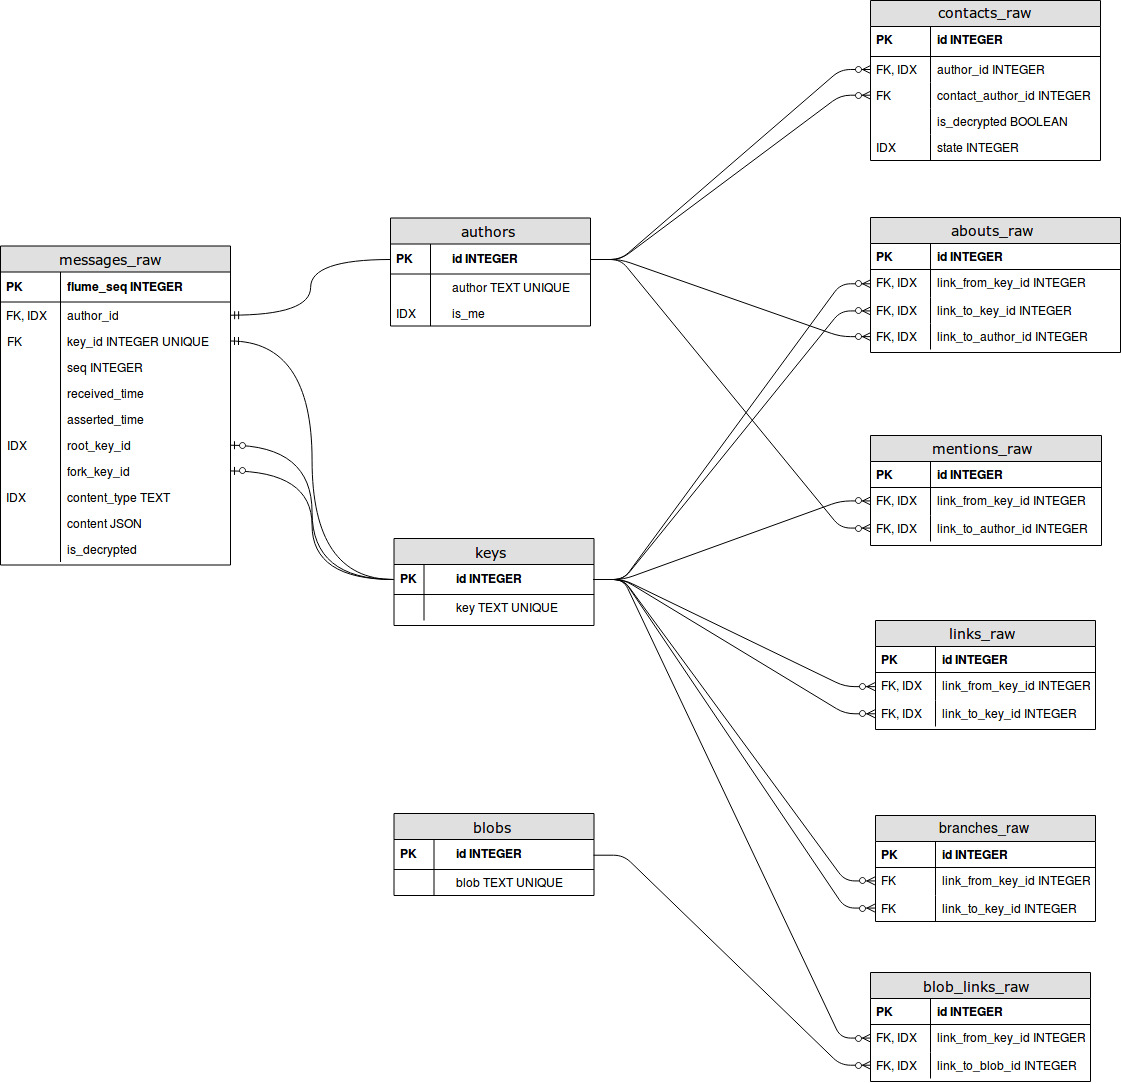 contacts_raw
PK id INTEGER
FK, IDX author_id INTEGER
FK contact_author_id INTEGER
is_decrypted BOOLEAN
IDX state INTEGER
messages_raw
PK flume_seq INTEGER
FK, IDX author_id
FK key_id INTEGER UNIQUE
seq INTEGER
received_time
asserted_time
IDX root_key_id
fork_key_id
IDX content_type TEXT
content JSON
is_decrypted
authors
PK id INTEGER
author TEXT UNIQUE
IDX is_me
abouts_raw
PK id INTEGER
FK, IDX link_from_key_id INTEGER
FK, IDX link_to_key_id INTEGER
FK, IDX link_to_author_id INTEGER
mentions_raw
PK id INTEGER
FK, IDX link_from_key_id INTEGER
FK, IDX link_to_author_id INTEGER
keys
PK id INTEGER
key TEXT UNIQUE
links_raw
PK id INTEGER
FK, IDX link_from_key_id INTEGER
FK, IDX link_to_key_id INTEGER
blobs
PK id INTEGER
blob TEXT UNIQUE
branches_raw
PK id INTEGER
FK link_from_key_id INTEGER
FK link_to_key_id INTEGER
blob_links_raw
PK id INTEGER
FK, IDX link_from_key_id INTEGER
FK, IDX link_to_blob_id INTEGER